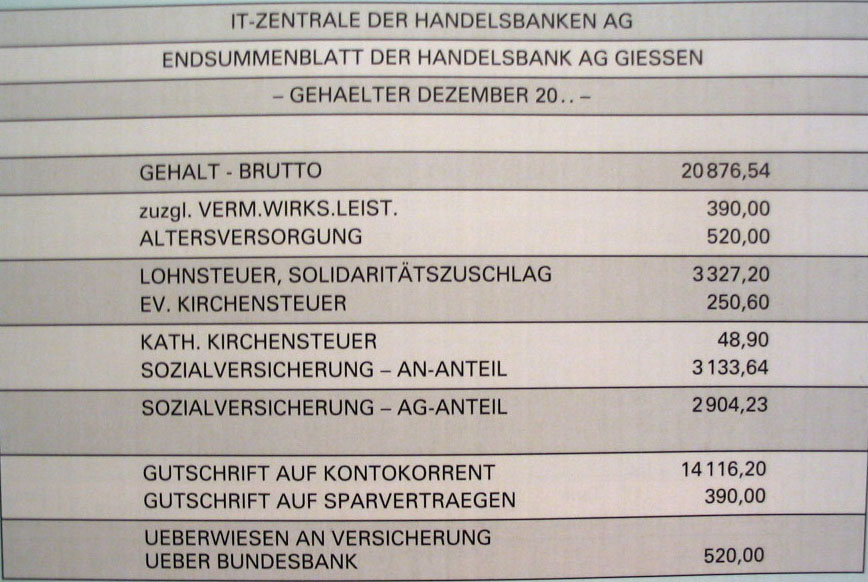 IT-ZENTRALE DER HANDELSBANKEN AG
ENDSUMMENBLATT DER HANDELSBANK AG GIESSEN
– GEHAELTER DEZEMBER 20.. –
GEHALT - BRUTTO 20 876,54
zuzgl. VERM.WIRKS.LEIST. 390,00
ALTERSVERSORGUNG 520,00
LOHNSTEUER, SOLIDARITÄTSZUSCHLAG 3 327,20
EV. KIRCHENSTEUER 250,60
KATH. KIRCHENSTEUER 48,90
SOZIALVERSICHERUNG – AN-ANTEIL 3 133,64
SOZIALVERSICHERUNG – AG-ANTEIL 2 904,23
GUTSCHRIFT AUF KONTOKORRENT 14 116,20
GUTSCHRIFT AUF SPARVERTRAEGEN 390,00
UEBERWIESEN AN VERSICHERUNG
UEBER BUNDESBANK 520,00